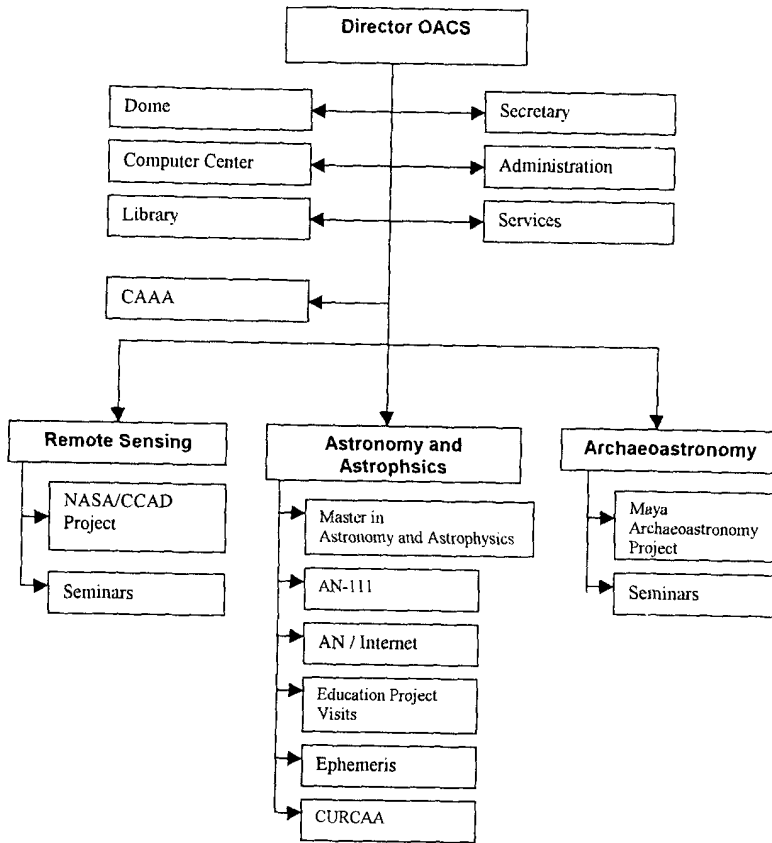 Director OACS
Dome
Secretary
Computer Center
Administration
Library
Services
CAAA
Remote Sensing
Astronomy and
Astrophsics
Archaeoastronomy
NASA/CCAD
Project
Seminars
Master in
Astronomy and Astrophysics
AN-111
AN / Internet
Education Project
Visits
Ephemeris
CURCAA
Maya
Archaeoastronomy
Project
Seminars